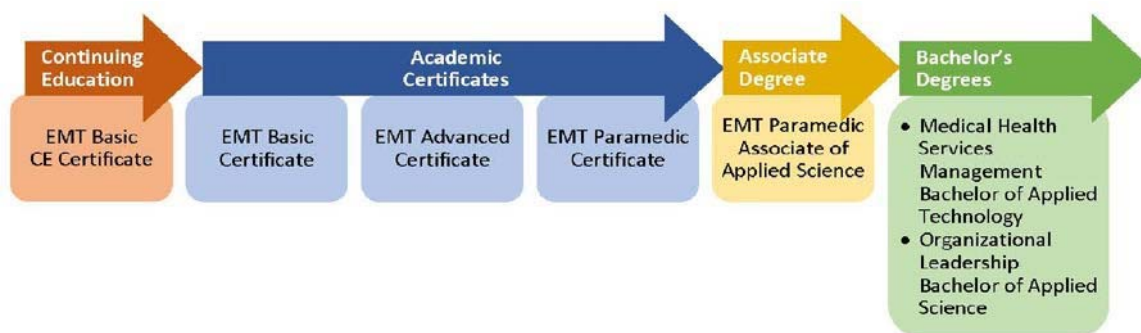 Continuing
Education
Academic
Certificates
Associate
Degree
Bachelor's
Degrees
EMT Basic
CE Certificate
EMT Basic
Certificate
EMT Advanced
Certificate
EMT Paramedic
Certificate
EMT Paramedic
Associate of
Applied Science
• Medical Health
Services
Management
Bachelor of Applied
Technology
• Organizational
Leadership
Bachelor of Applied
Science